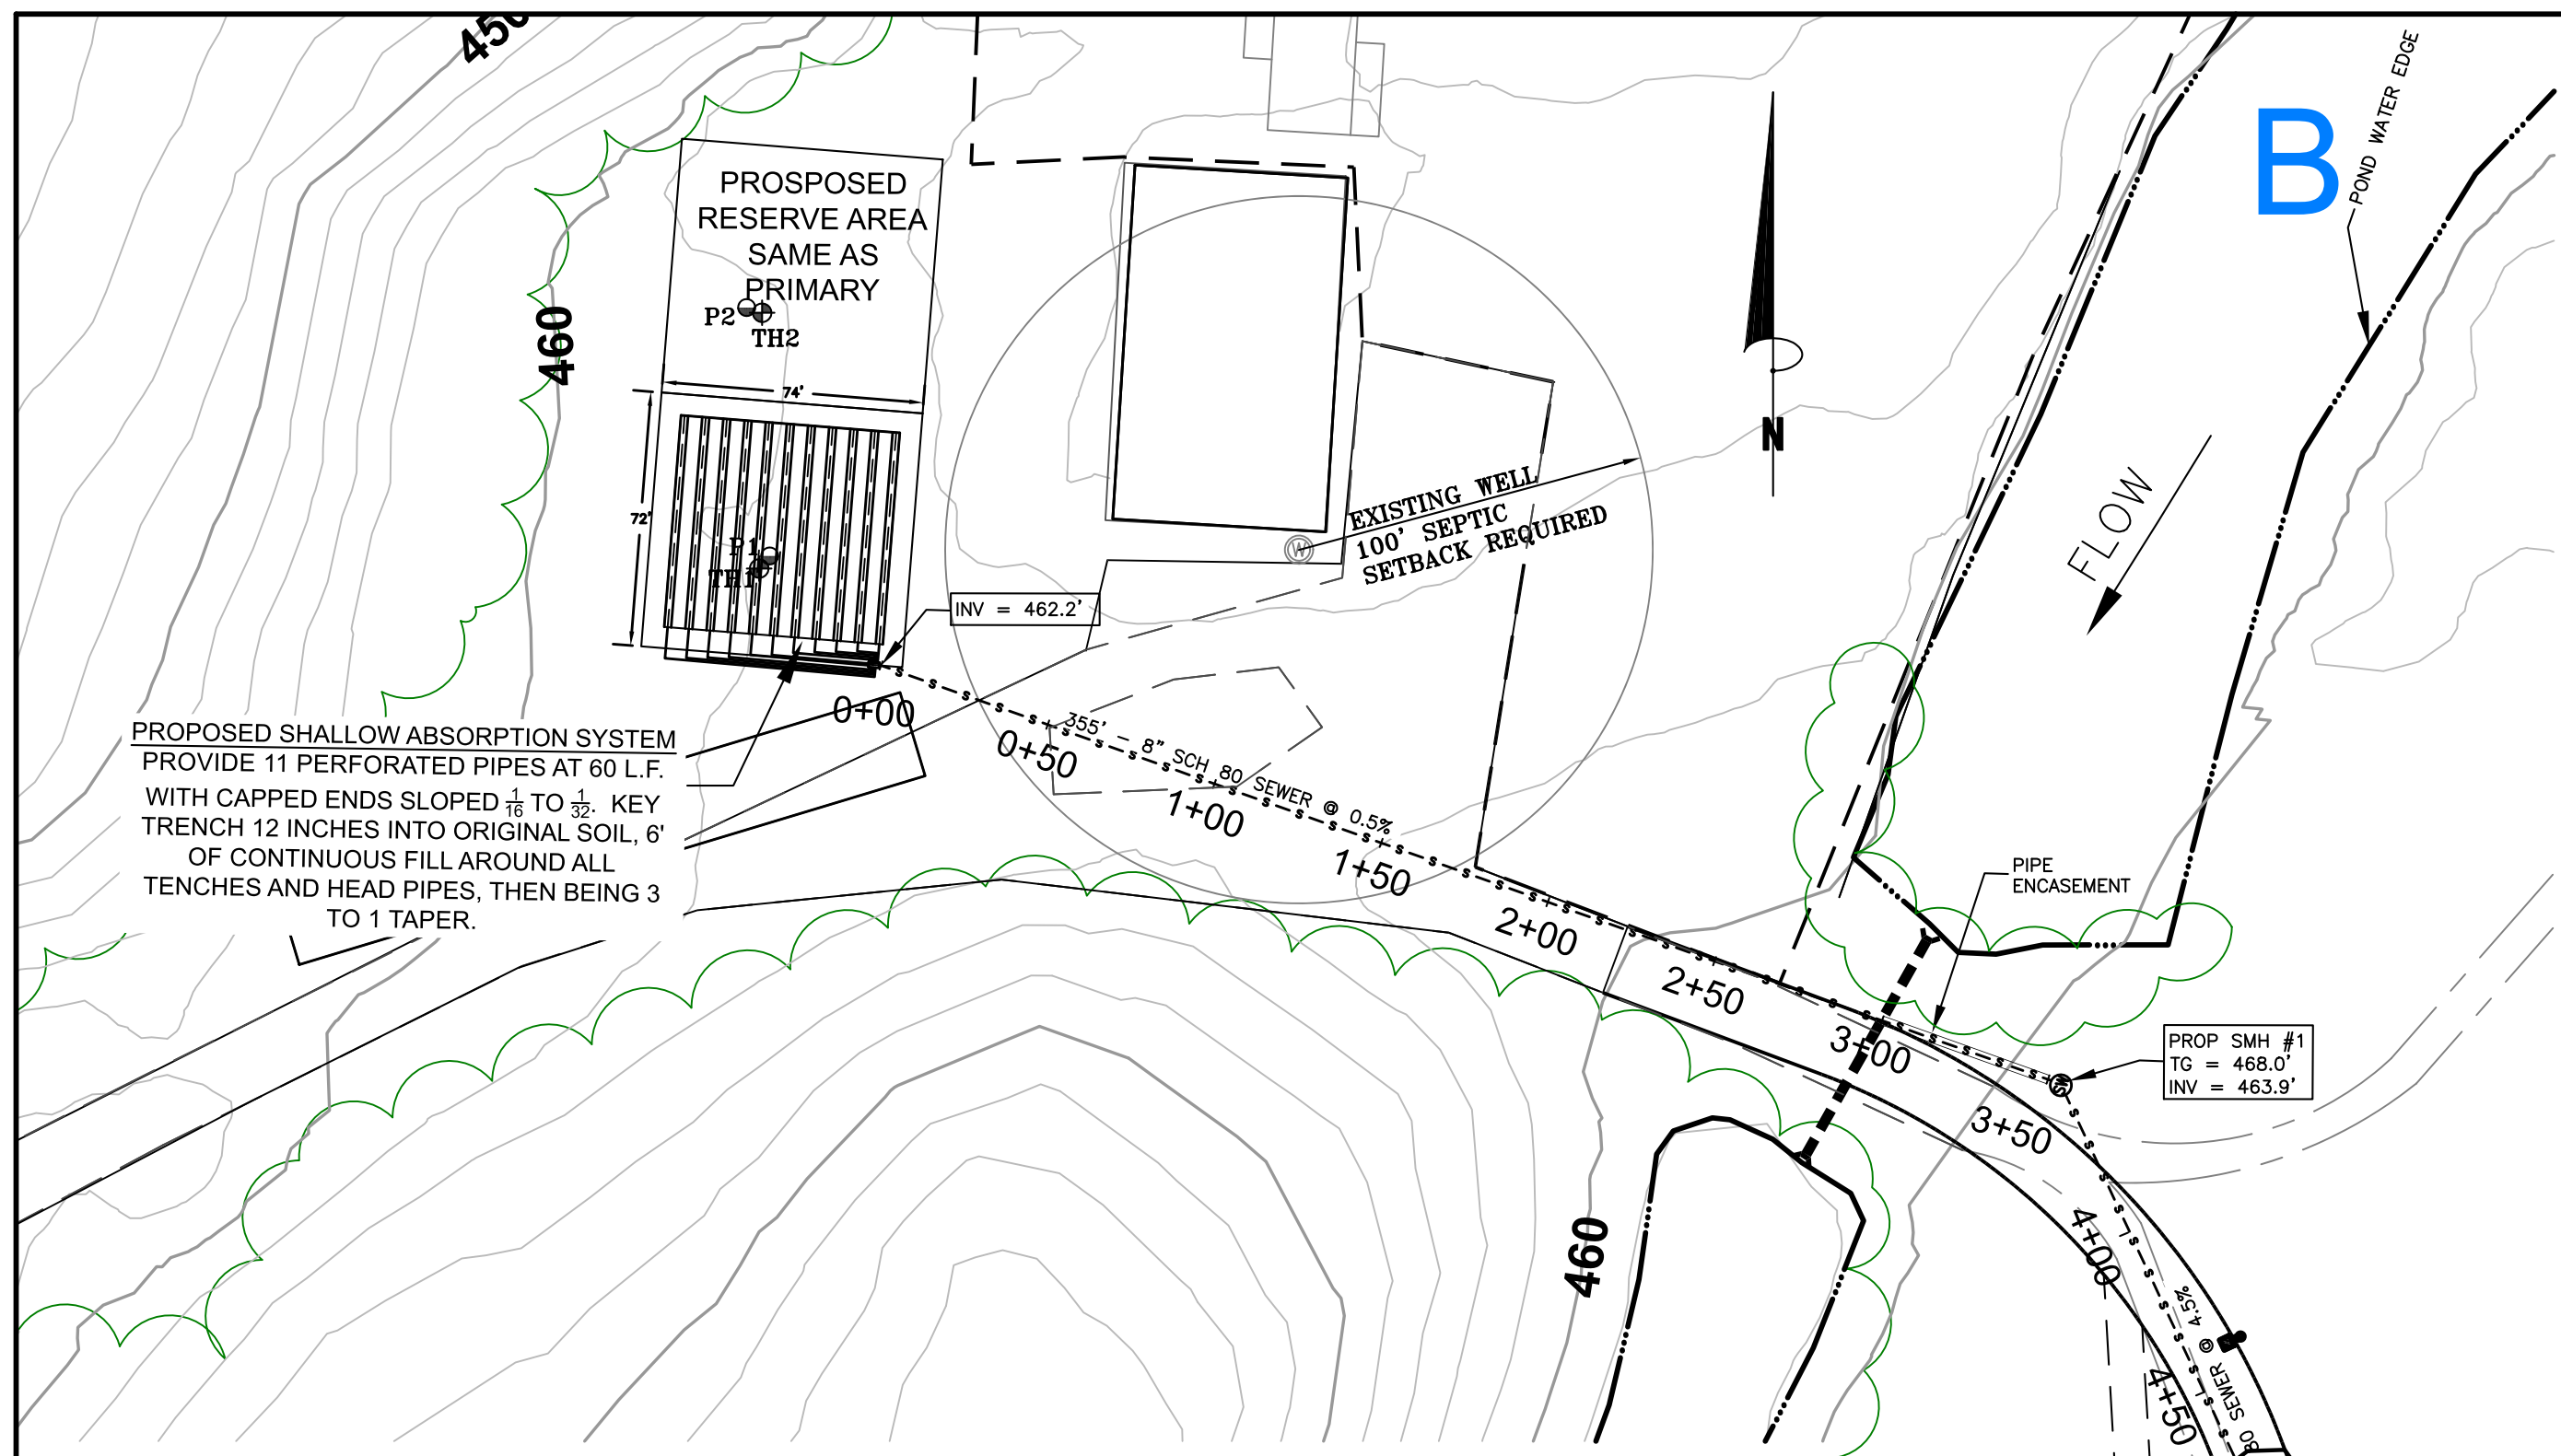 450
B
POND WATER EDGE
PROSPOSED
RESERVE AREA
SAME AS
PRIMARY
P2
TH2
460
74'
72'
P1
TH1
N
FLOW
EXISTING WELL
100' SEPTIC
SETBACK REQUIRED
W
INV = 462.2'
PROPOSED SHALLOW ABSORPTION SYSTEM
PROVIDE 11 PERFORATED PIPES AT 60 L.F.
WITH CAPPED ENDS SLOPED 1/16 TO 1/32. KEY
TRENCH 12 INCHES INTO ORIGINAL SOIL, 6'
OF CONTINUOUS FILL AROUND ALL
TENCHES AND HEAD PIPES, THEN BEING 3
TO 1 TAPER.
0+00
0+50
355' - 8" SCH 80 SEWER @ 0.5%
1+00
1+50
2+00
2+50
3+00
3+50
4+00
4+50
PIPE
ENCASEMENT
PROP SMH #1
TG = 468.0'
INV = 463.9'
460
80 SEWER @ 4.5%